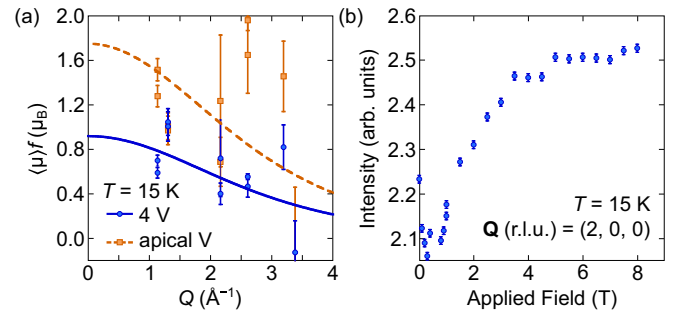 (a)
2.0
1.6
1.2
0.8
0.4
0.0
⟨μ⟩f (μB)
T = 15 K
4 V
apical V
0 1 2 3 4
Q (Å⁻¹)
(b)
2.6
2.5
2.4
2.3
2.2
2.1
Intensity (arb. units)
T = 15 K
Q (r.l.u.) = (2, 0, 0)
0 2 4 6 8
Applied Field (T)